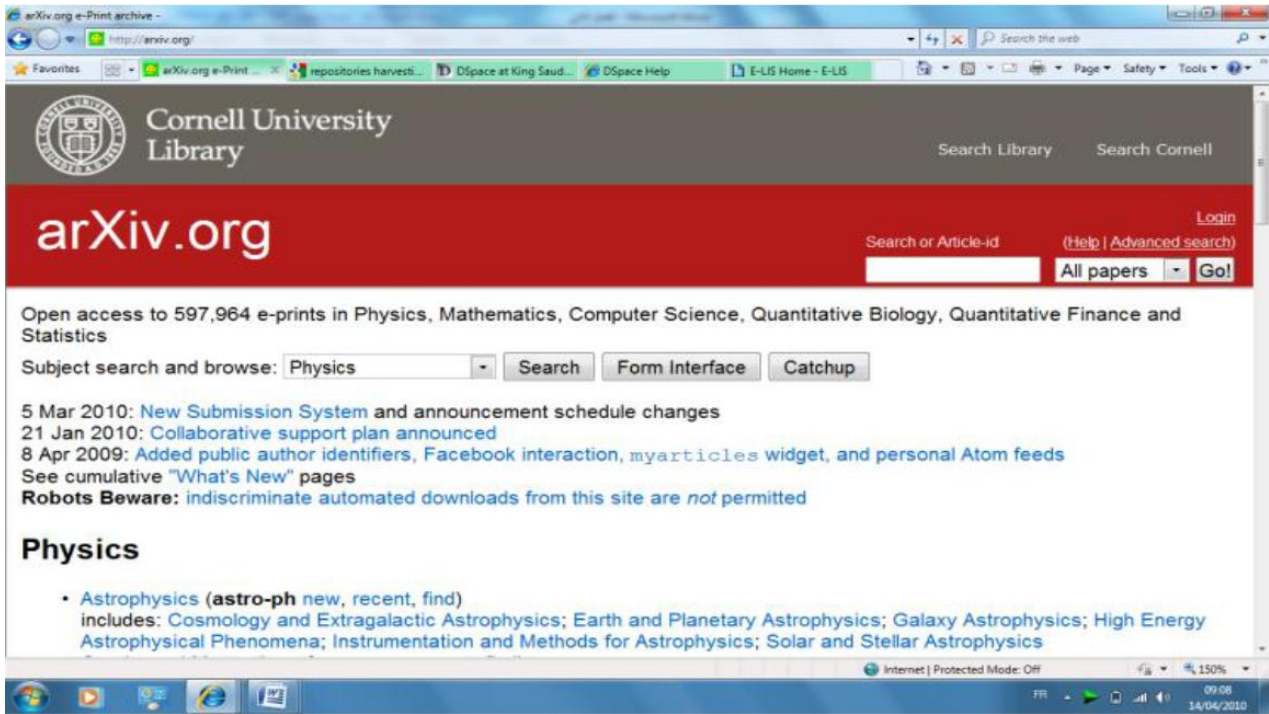 arXiv.org e-Print archive -
http://arxiv.org/
Search the web
Favorites
arXiv.org e-Print ...
repositories harvesti...
DSpace at King Saud...
DSpace Help
E-LIS Home - E-LIS
Page
Safety
Tools
Cornell University
Library
Search Library
Search Cornell
arXiv.org
Login
Search or Article-id
(Help | Advanced search)
All papers
Go!
Open access to 597,964 e-prints in Physics, Mathematics, Computer Science, Quantitative Biology, Quantitative Finance and
Statistics
Subject search and browse: Physics Search Form Interface Catchup
5 Mar 2010: New Submission System and announcement schedule changes
21 Jan 2010: Collaborative support plan announced
8 Apr 2009: Added public author identifiers, Facebook interaction, myarticles widget, and personal Atom feeds
See cumulative "What's New" pages
Robots Beware: indiscriminate automated downloads from this site are not permitted
Physics
• Astrophysics (astro-ph new, recent, find)
includes: Cosmology and Extragalactic Astrophysics; Earth and Planetary Astrophysics; Galaxy Astrophysics; High Energy
Astrophysical Phenomena; Instrumentation and Methods for Astrophysics; Solar and Stellar Astrophysics
Internet | Protected Mode: Off
150%
FR
09:08
14/04/2010